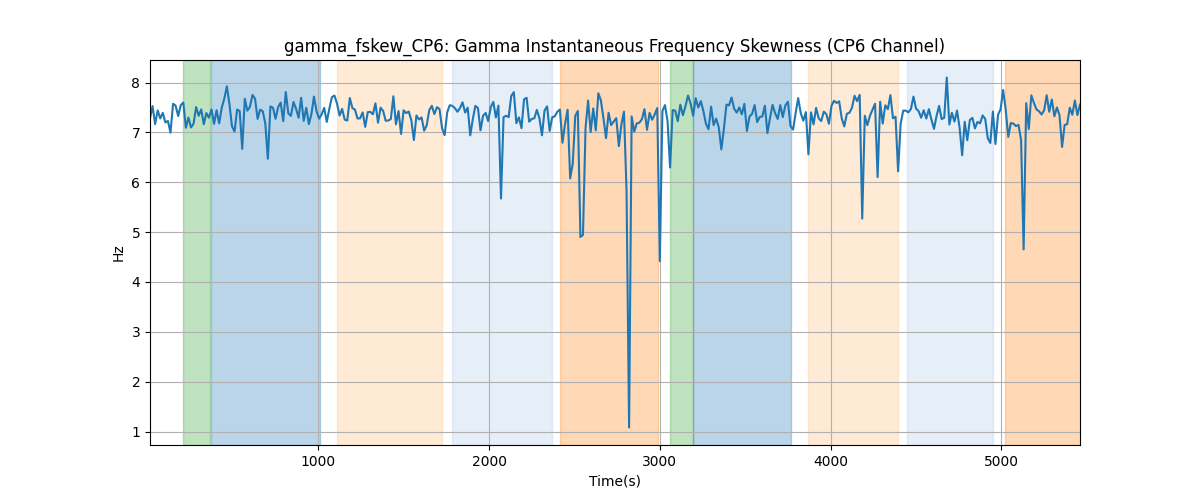 gamma_fskew_CP6: Gamma Instantaneous Frequency Skewness (CP6 Channel)
8
7
6
5
4
3
2
1
Hz
1000 2000 3000 4000 5000
Time(s)